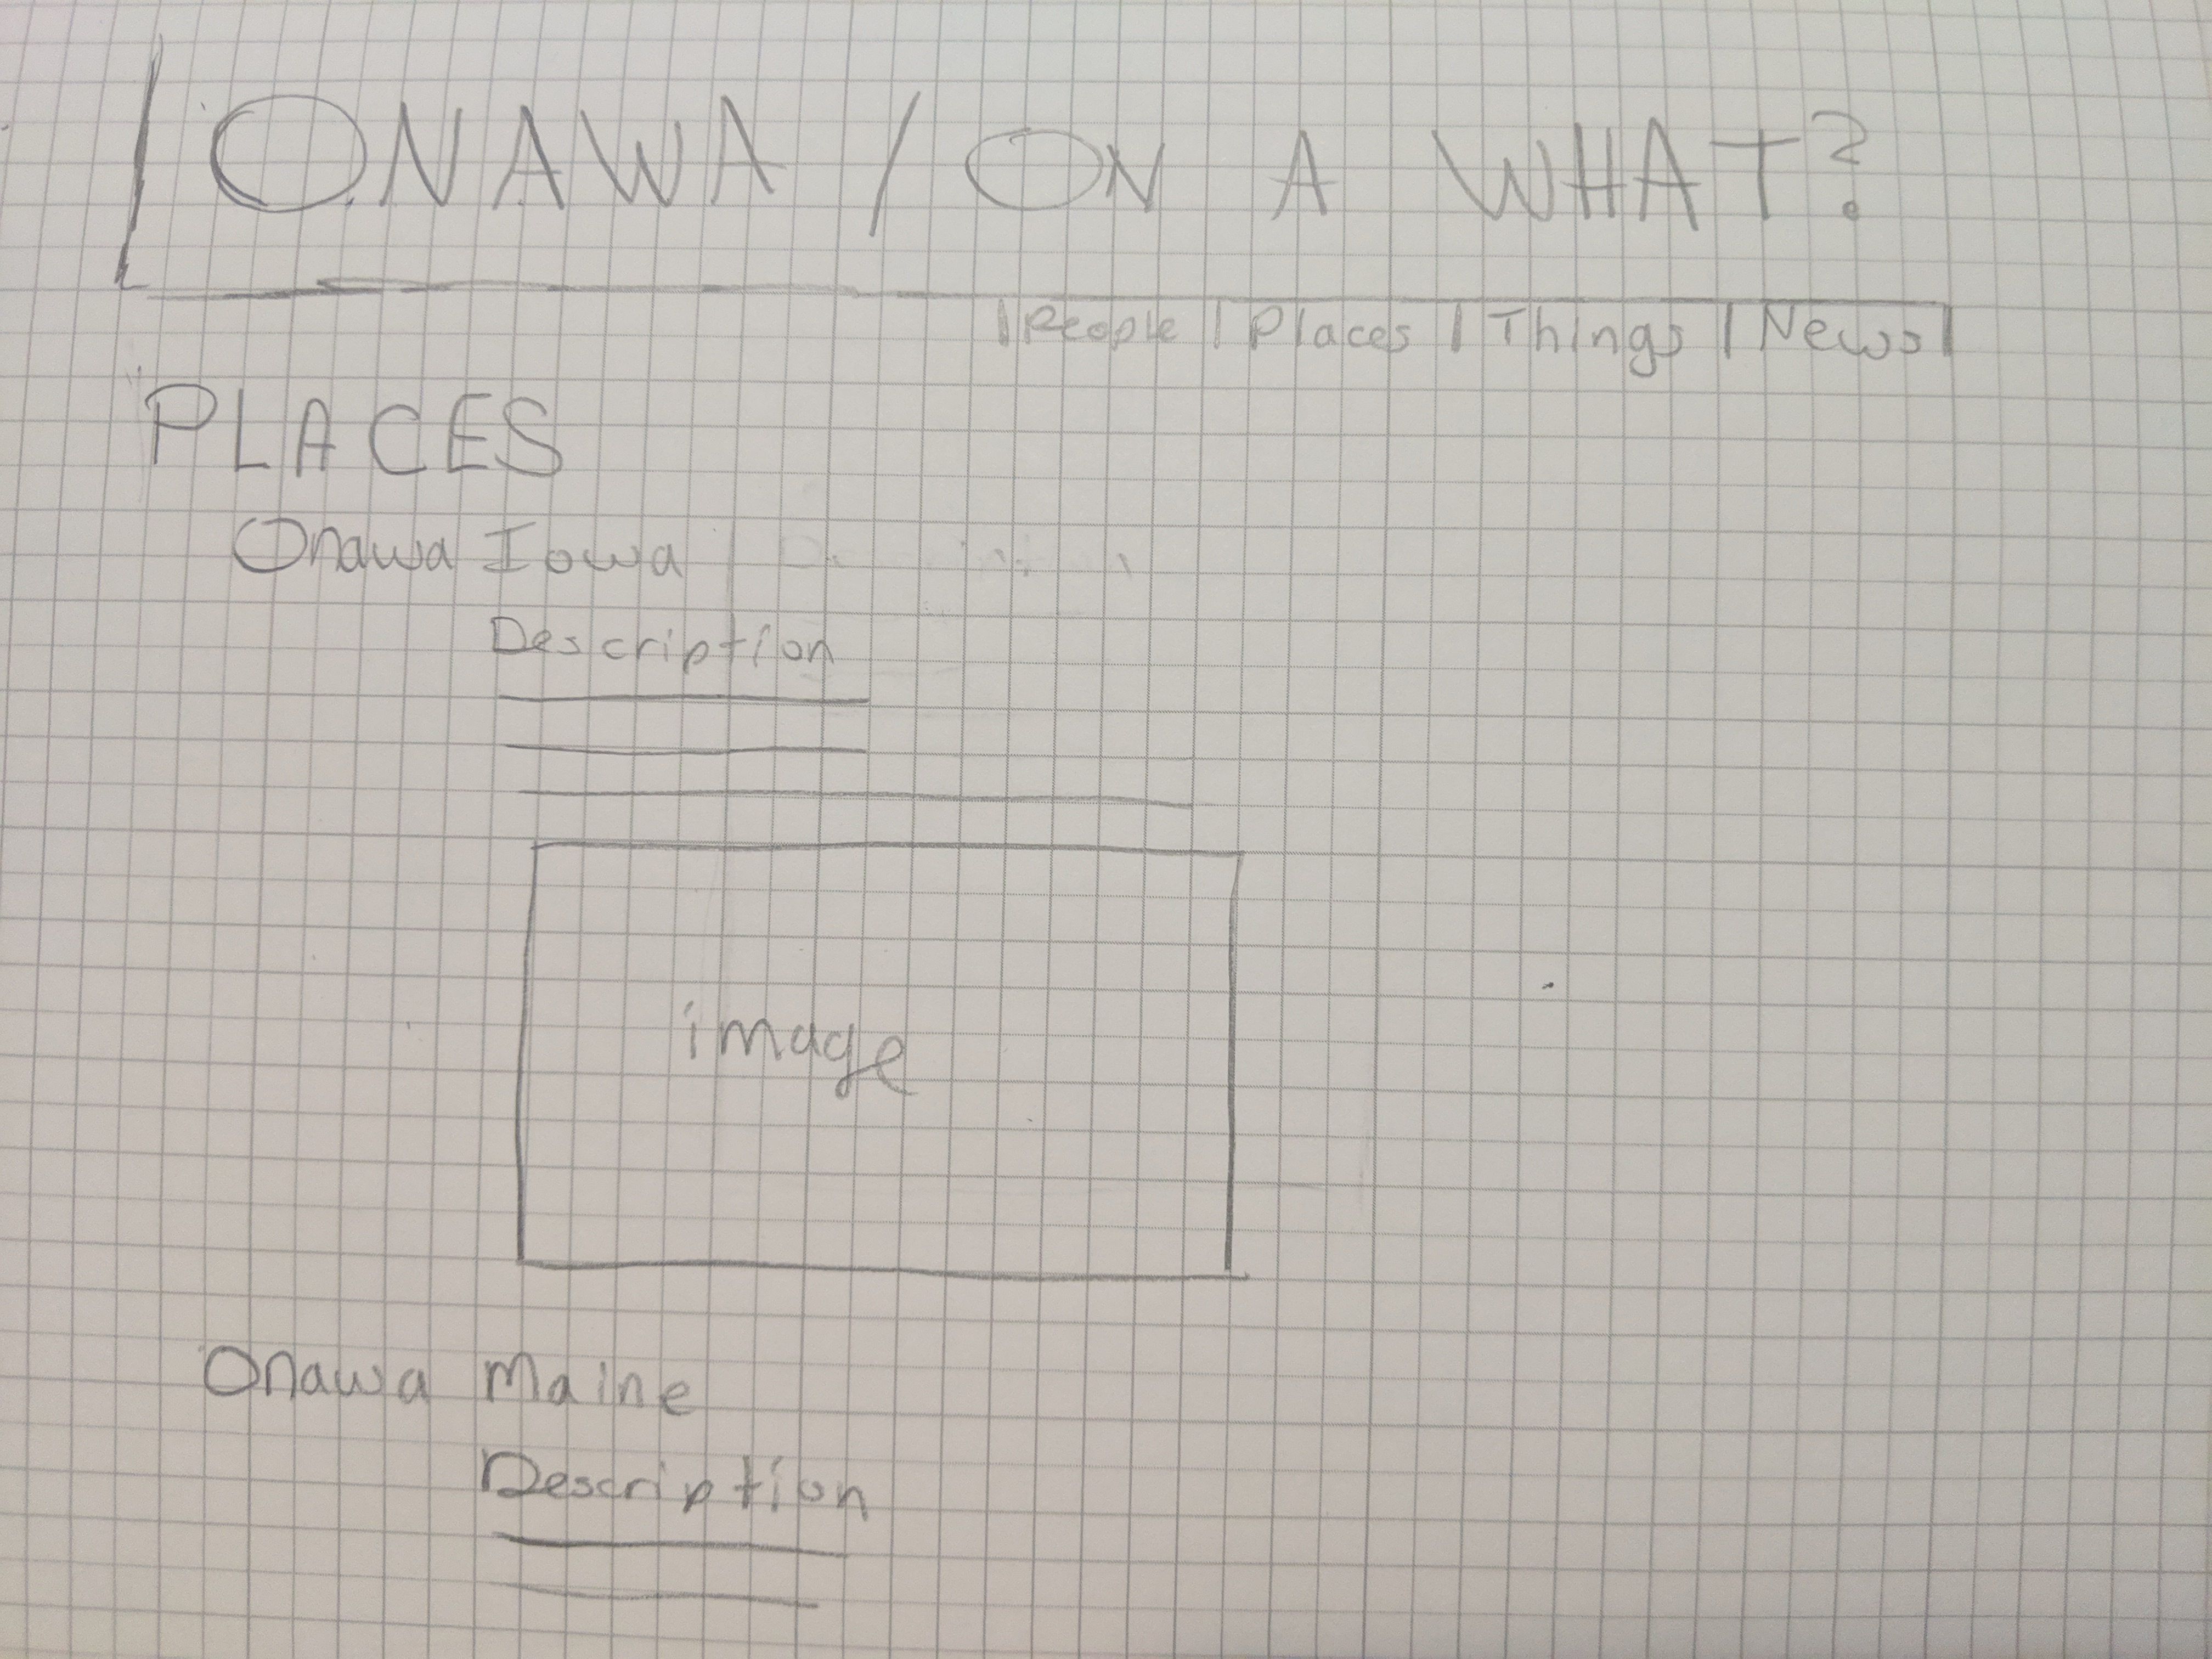 ONAWA / ON A WHAT?
| People | Places | Things | News |
PLACES
Onawa Iowa
Description
image
Onawa Maine
Description